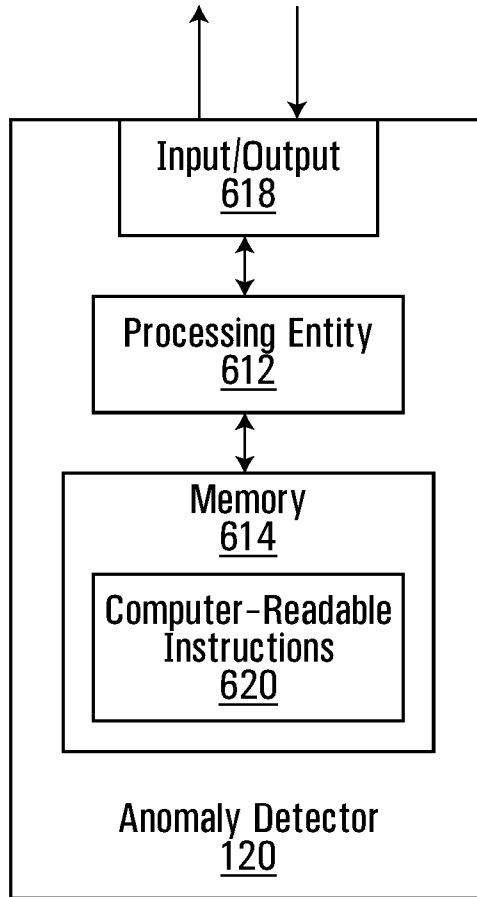 Input/Output
618
Processing Entity
612
Memory
614
Computer-Readable
Instructions
620
Anomaly Detector
120